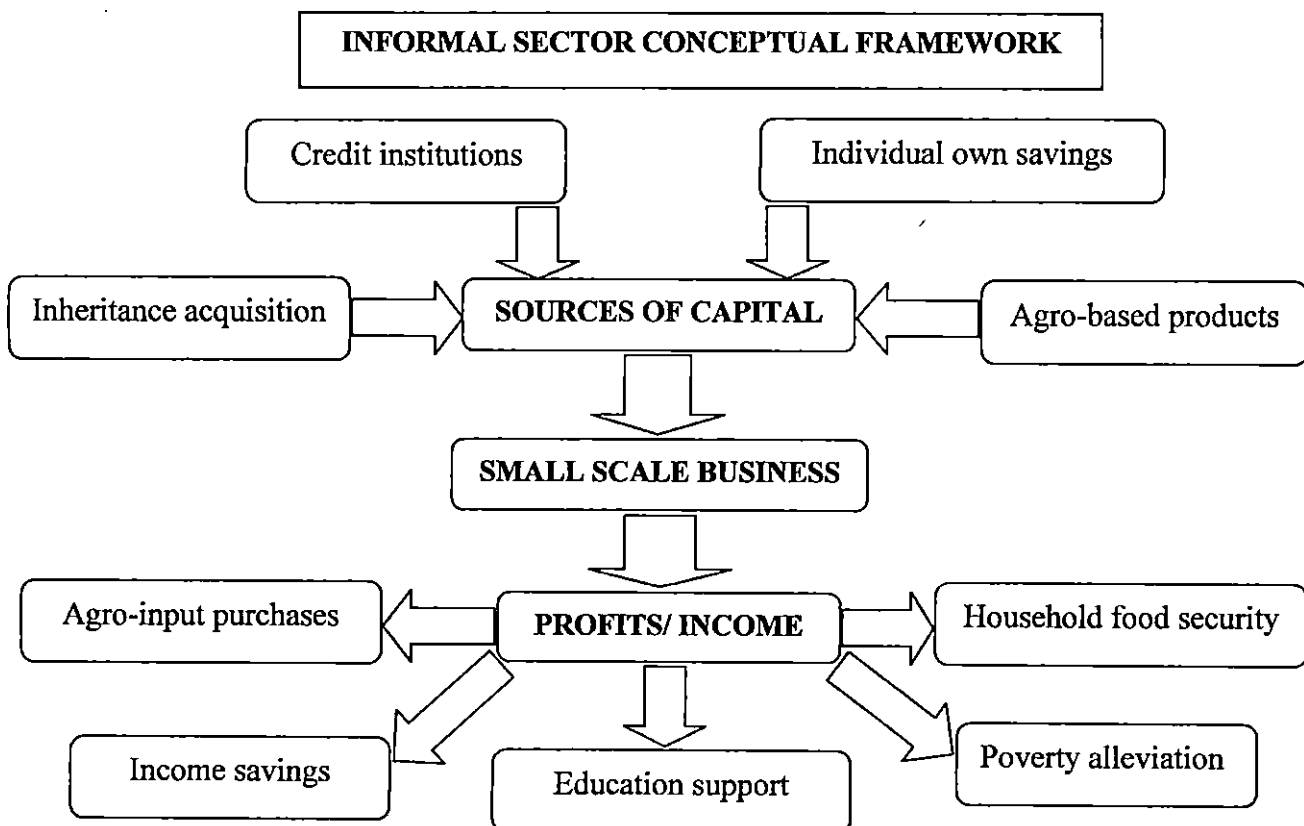 INFORMAL SECTOR CONCEPTUAL FRAMEWORK
Credit institutions
Individual own savings
Inheritance acquisition
SOURCES OF CAPITAL
Agro-based products
SMALL SCALE BUSINESS
Agro-input purchases
PROFITS/ INCOME
Household food security
Income savings
Education support
Poverty alleviation